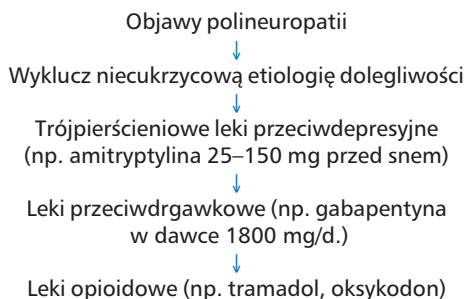 Objawy polineuropatii
Wyklucz niecukrzycową etiologię dolegliwości
Trójpierścieniowe leki przeciwdepresyjne
(np. amitryptylina 25–150 mg przed snem)
Leki przeciwdrgawkowe (np. gabapentyna
w dawce 1800 mg/d.)
Leki opioidowe (np. tramadol, oksykodon)